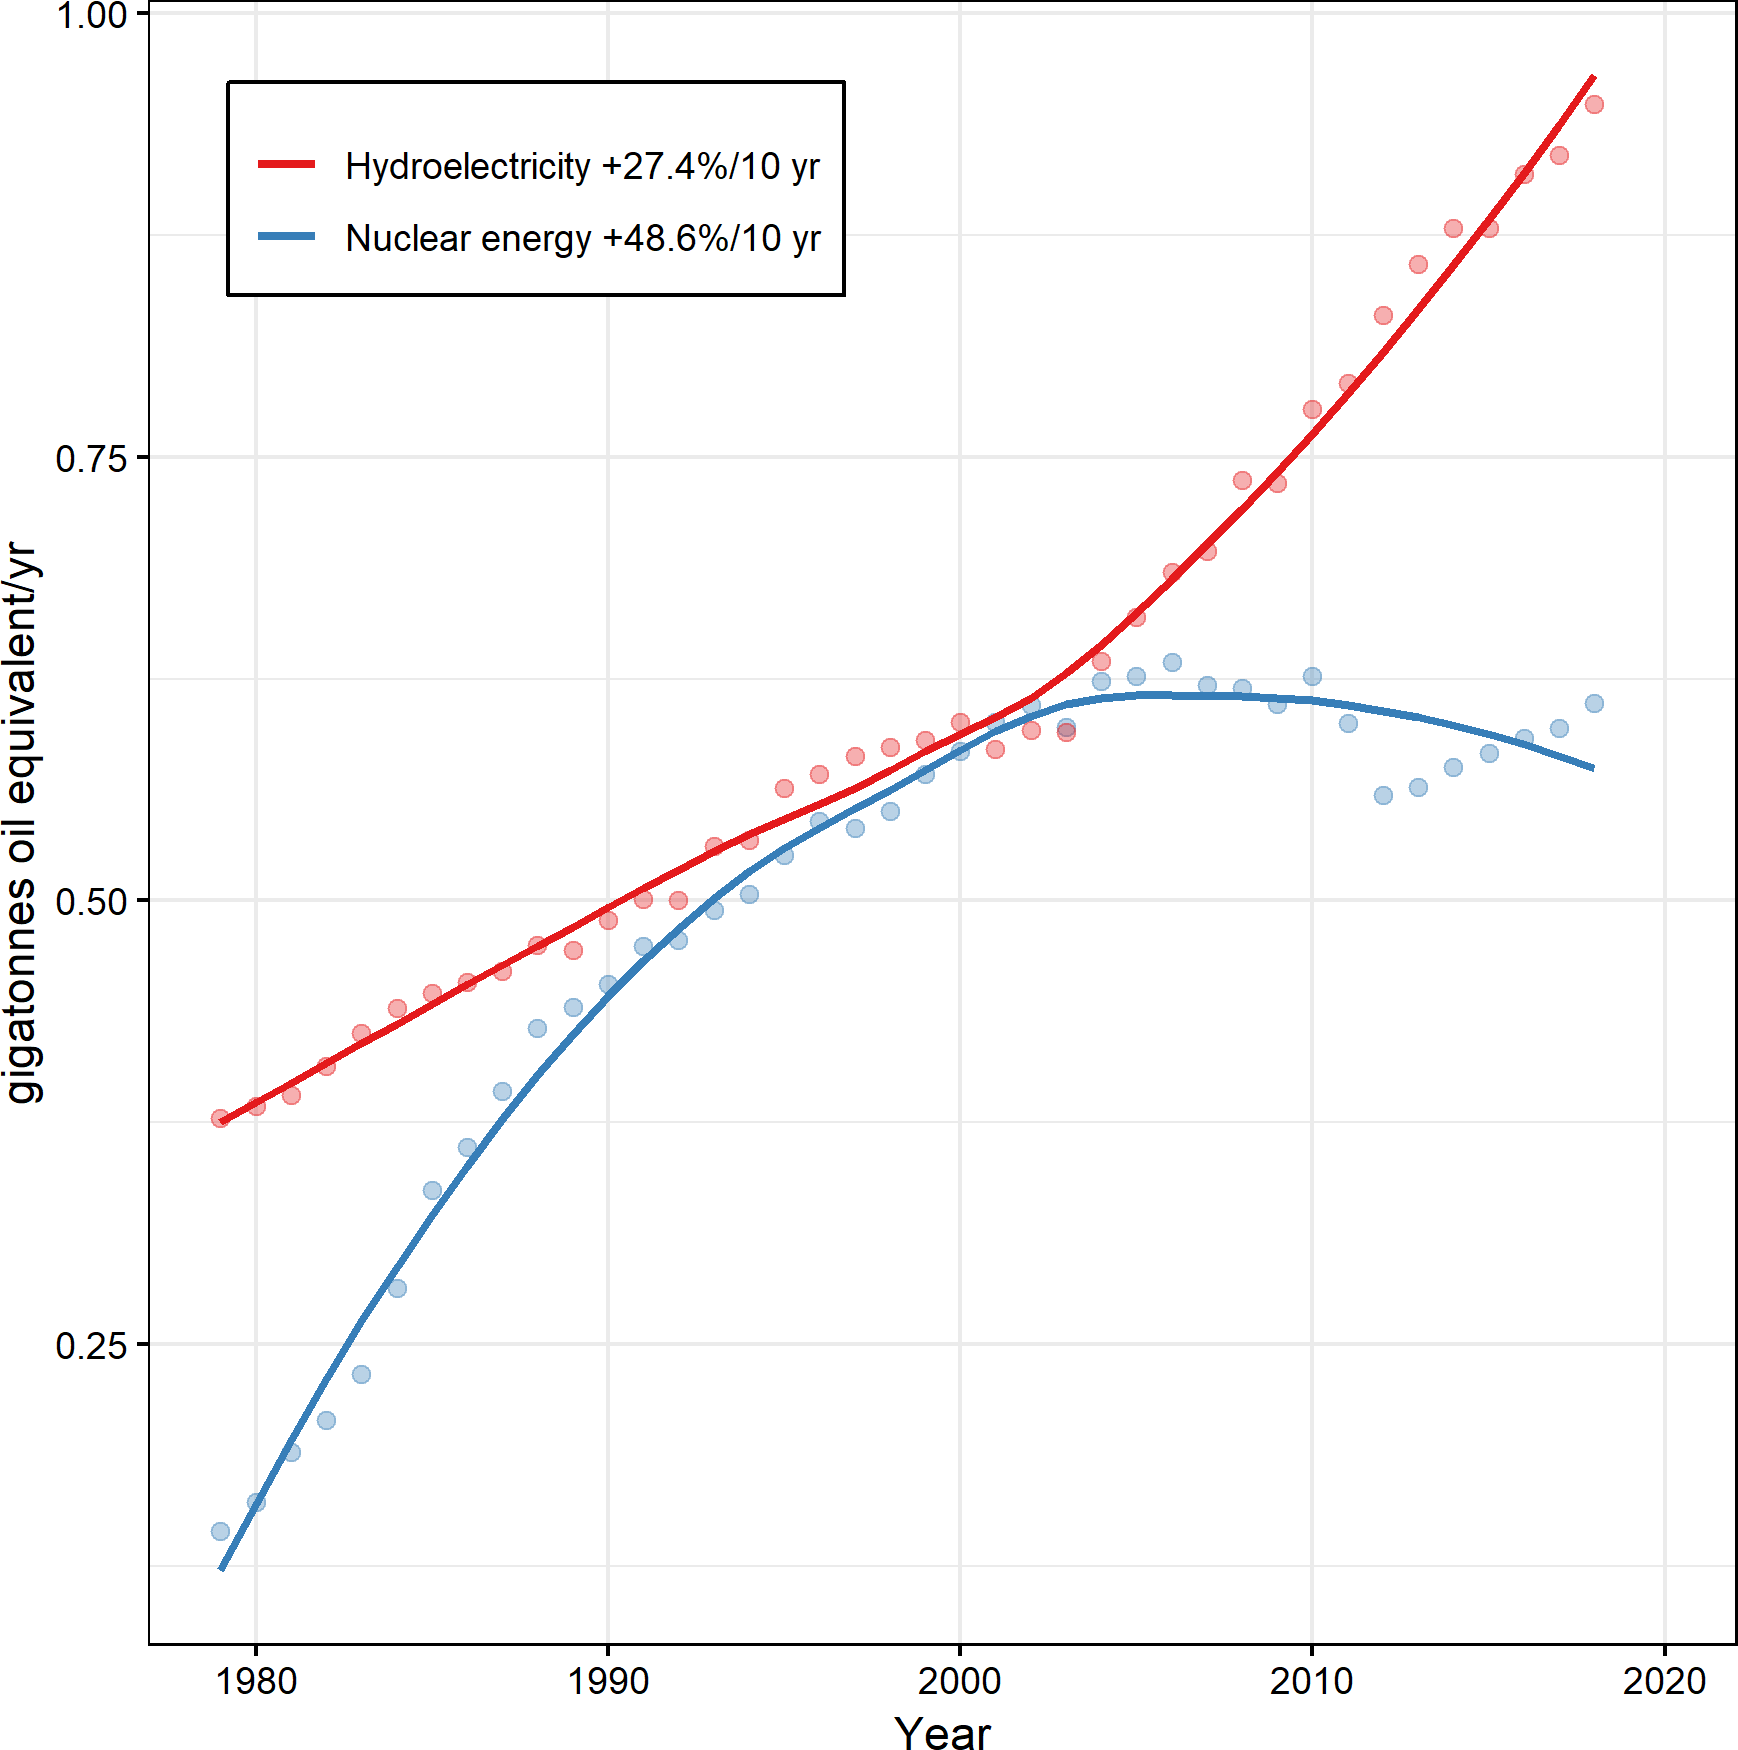 1.00
Hydroelectricity +27.4%/10 yr
Nuclear energy +48.6%/10 yr
0.75
gigatonnes oil equivalent/yr
0.50
0.25
1980 1990 2000 2010 2020
Year